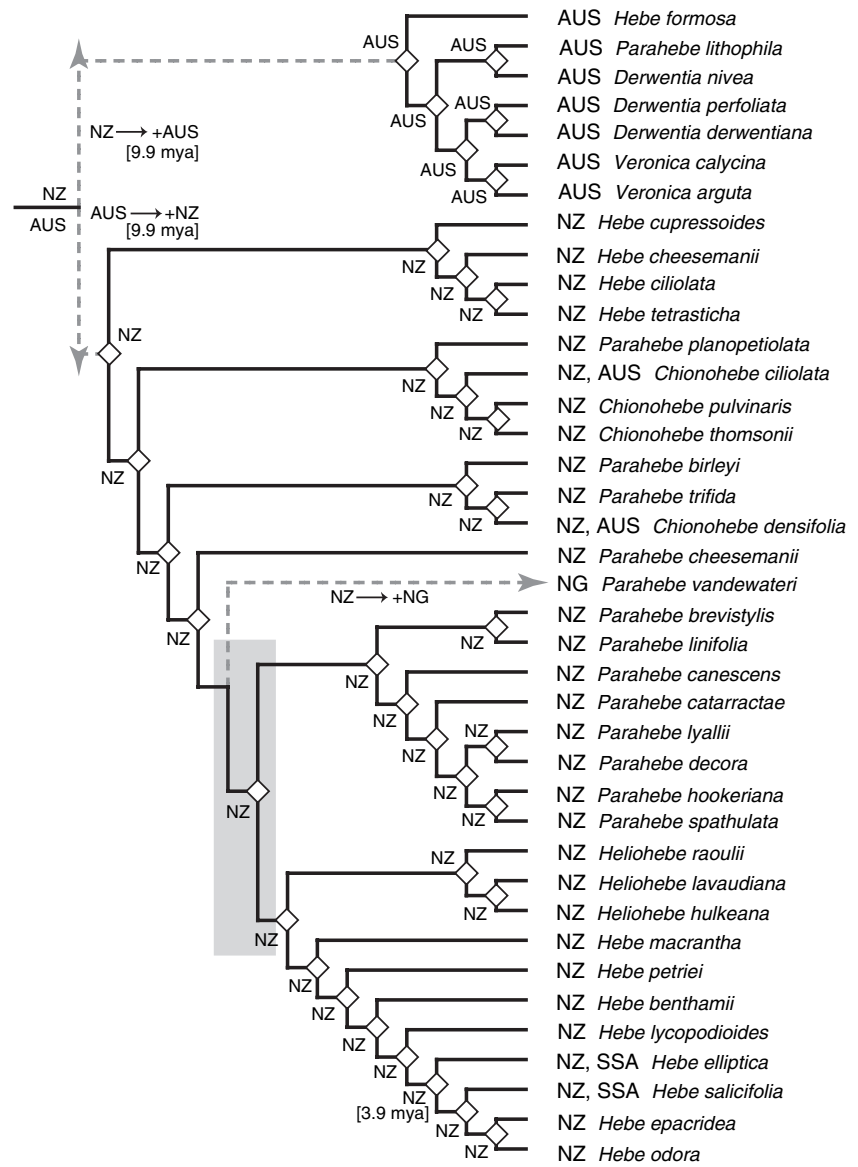 AUS Hebe formosa
AUS
AUS Parahebe lithophila
AUS
AUS Derwentia nivea
AUS Derwentia perfoliata
AUS
AUS
AUS Derwentia derwentiana
NZ → +AUS
[9.9 mya]
AUS Veronica calycina
AUS
AUS Veronica arguta
AUS
NZ
AUS
AUS → +NZ
[9.9 mya]
NZ Hebe cupressoides
NZ Hebe cheesemanii
NZ
NZ Hebe ciliolata
NZ
NZ Hebe tetrasticha
NZ
NZ
NZ Parahebe planopetiolata
NZ, AUS Chionohebe ciliolata
NZ
NZ Chionohebe pulvinaris
NZ
NZ Chionohebe thomsonii
NZ
NZ Parahebe birleyi
NZ
NZ Parahebe trifida
NZ
NZ, AUS Chionohebe densifolia
NZ
NZ Parahebe cheesemanii
NZ
NG Parahebe vandewateri
NZ → +NG
NZ Parahebe brevistylis
NZ
NZ
NZ Parahebe linifolia
NZ Parahebe canescens
NZ
NZ Parahebe catarractae
NZ
NZ Parahebe lyallii
NZ
NZ
NZ Parahebe decora
NZ
NZ Parahebe hookeriana
NZ
NZ
NZ Parahebe spathulata
NZ Heliohebe raoulii
NZ
NZ Heliohebe lavaudiana
NZ
NZ Heliohebe hulkeana
NZ
NZ Hebe macrantha
NZ Hebe petriei
NZ
NZ Hebe benthamii
NZ
NZ Hebe lycopodioides
NZ
NZ, SSA Hebe elliptica
NZ
NZ, SSA Hebe salicifolia
NZ
[3.9 mya]
NZ Hebe epacridea
NZ
NZ Hebe odora
NZ